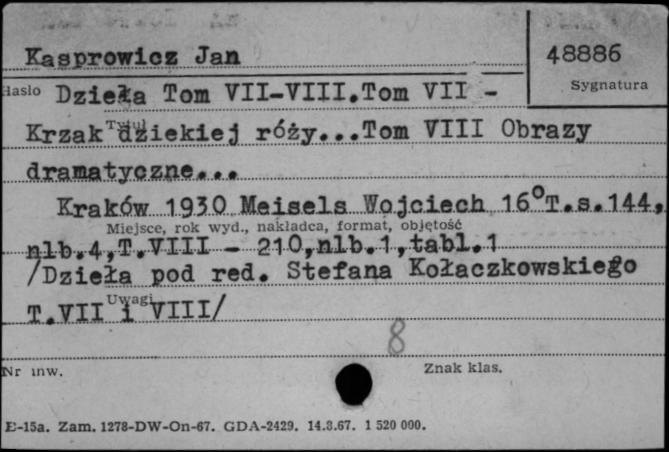 Kasprowicz Jan
48886
Sygnatura
Hasło Dzieła Tom VII-VIII.Tom VII -
Tytuł
Krzak dziekiej róży...Tom VIII Obrazy
dramatyczne...
Kraków 1930 Meisels Wojciech 16°T.s.144,
Miejsce, rok wyd., nakładca, format, objętość
nlb.4,T.VIII - 210,nlb.1,tabl.1
/Dzieła pod red. Stefana Kołaczkowskiego
Uwagi
T.VII i VIII/
8
Nr inw.
Znak klas.
E-15a. Zam. 1278-DW-On-67. GDA-2429. 14.8.67. 1 520 000.